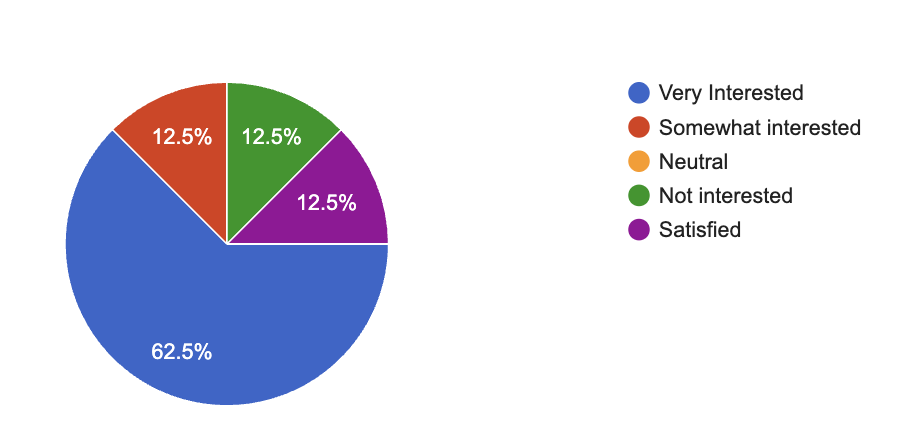 12.5%
12.5%
12.5%
62.5%
Very Interested
Somewhat interested
Neutral
Not interested
Satisfied